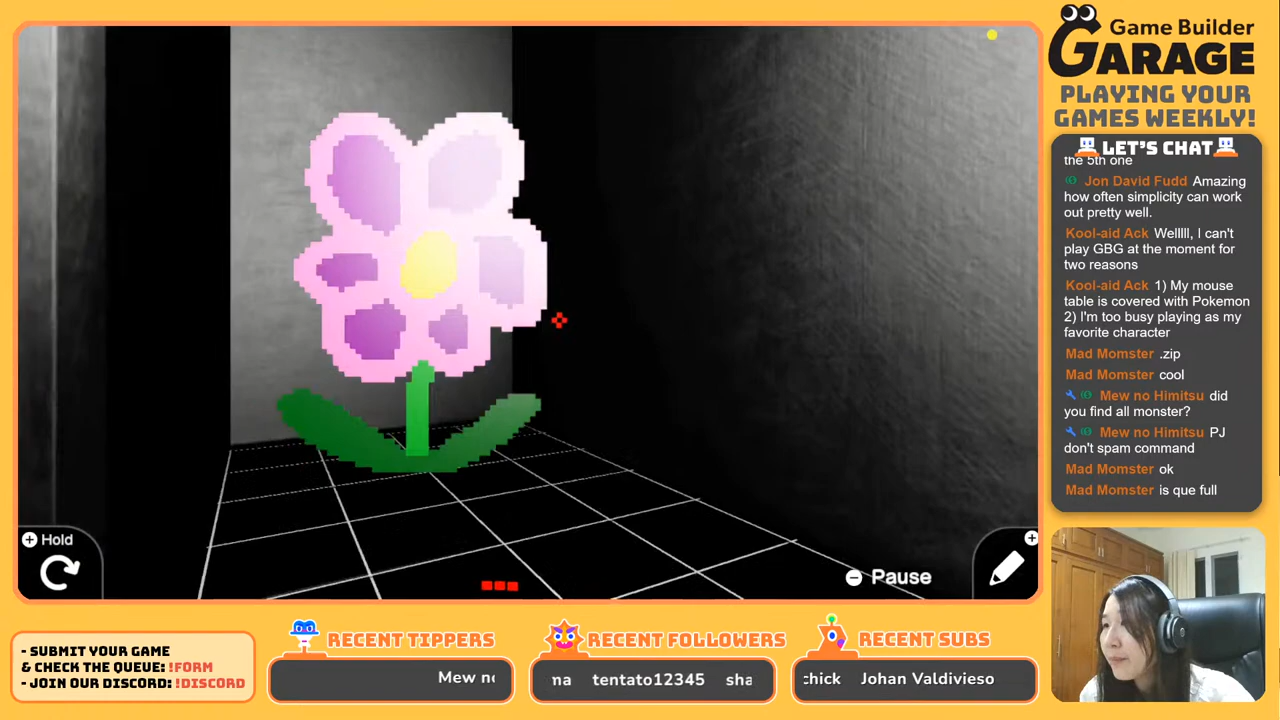 Game Builder
GARAGE
PLAYING YOUR
GAMES WEEKLY!
LET'S CHAT
the 5th one
Jon David Fudd Amazing
how often simplicity can work
out pretty well.
Kool-aid Ack Welllll, I can't
play GBG at the moment for
two reasons
Kool-aid Ack 1) My mouse
table is covered with Pokemon
2) I'm too busy playing as my
favorite character
Mad Momster .zip
Mad Momster cool
Mew no Himitsu did
you find all monster?
Mew no Himitsu PJ
don't spam command
Mad Momster ok
Mad Momster is que full
Hold
Pause
- SUBMIT YOUR GAME
& CHECK THE QUEUE: !FORM
- JOIN OUR DISCORD: !DISCORD
RECENT TIPPERS
Mew
RECENT FOLLOWERS
na tentato12345 sha
RECENT SUBS
chick Johan Valdivieso